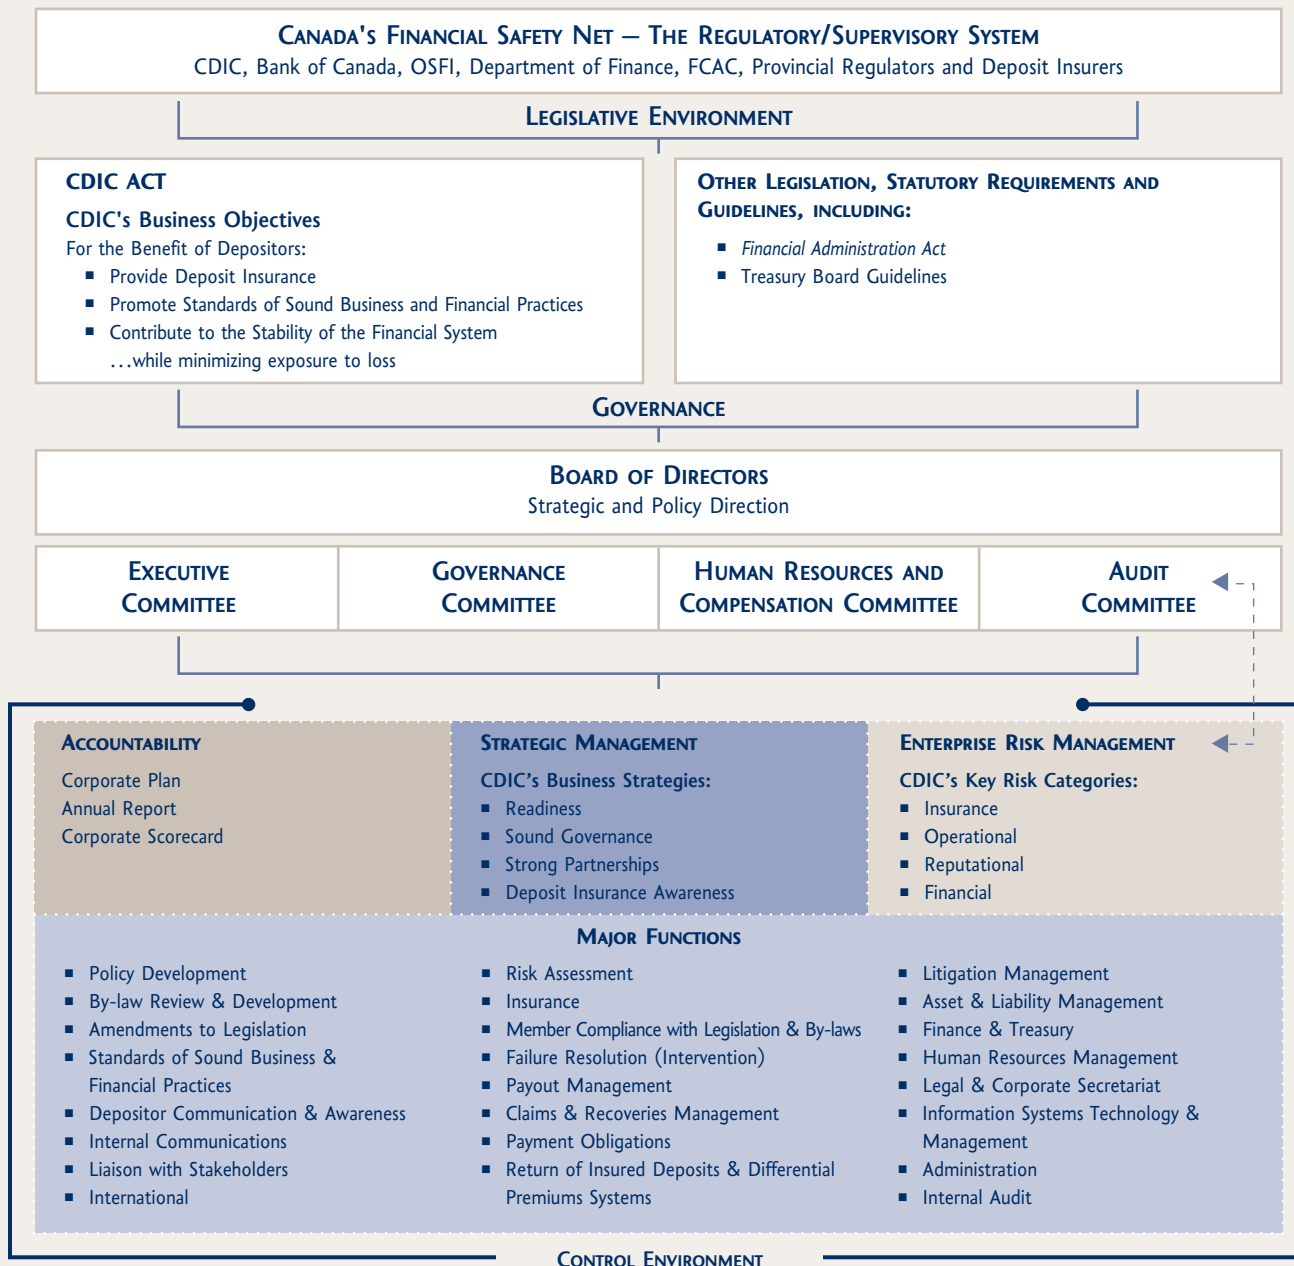 Canada's Financial Safety Net — The Regulatory/Supervisory System
CDIC, Bank of Canada, OSFI, Department of Finance, FCAC, Provincial Regulators and Deposit Insurers
Legislative Environment
CDIC ACT
CDIC's Business Objectives
For the Benefit of Depositors:
■ Provide Deposit Insurance
■ Promote Standards of Sound Business and Financial Practices
■ Contribute to the Stability of the Financial System
...while minimizing exposure to loss
Other Legislation, Statutory Requirements and
Guidelines, including:
■ Financial Administration Act
■ Treasury Board Guidelines
Governance
Board of Directors
Strategic and Policy Direction
Executive
Committee
Governance
Committee
Human Resources and
Compensation Committee
Audit
Committee
Accountability
Corporate Plan
Annual Report
Corporate Scorecard
Strategic Management
CDIC's Business Strategies:
■ Readiness
■ Sound Governance
■ Strong Partnerships
■ Deposit Insurance Awareness
Enterprise Risk Management
CDIC's Key Risk Categories:
■ Insurance
■ Operational
■ Reputational
■ Financial
Major Functions
■ Policy Development
■ By-law Review & Development
■ Amendments to Legislation
■ Standards of Sound Business &
Financial Practices
■ Depositor Communication & Awareness
■ Internal Communications
■ Liaison with Stakeholders
■ International
■ Risk Assessment
■ Insurance
■ Member Compliance with Legislation & By-laws
■ Failure Resolution (Intervention)
■ Payout Management
■ Claims & Recoveries Management
■ Payment Obligations
■ Return of Insured Deposits & Differential
Premiums Systems
■ Litigation Management
■ Asset & Liability Management
■ Finance & Treasury
■ Human Resources Management
■ Legal & Corporate Secretariat
■ Information Systems Technology &
Management
■ Administration
■ Internal Audit
Control Environment